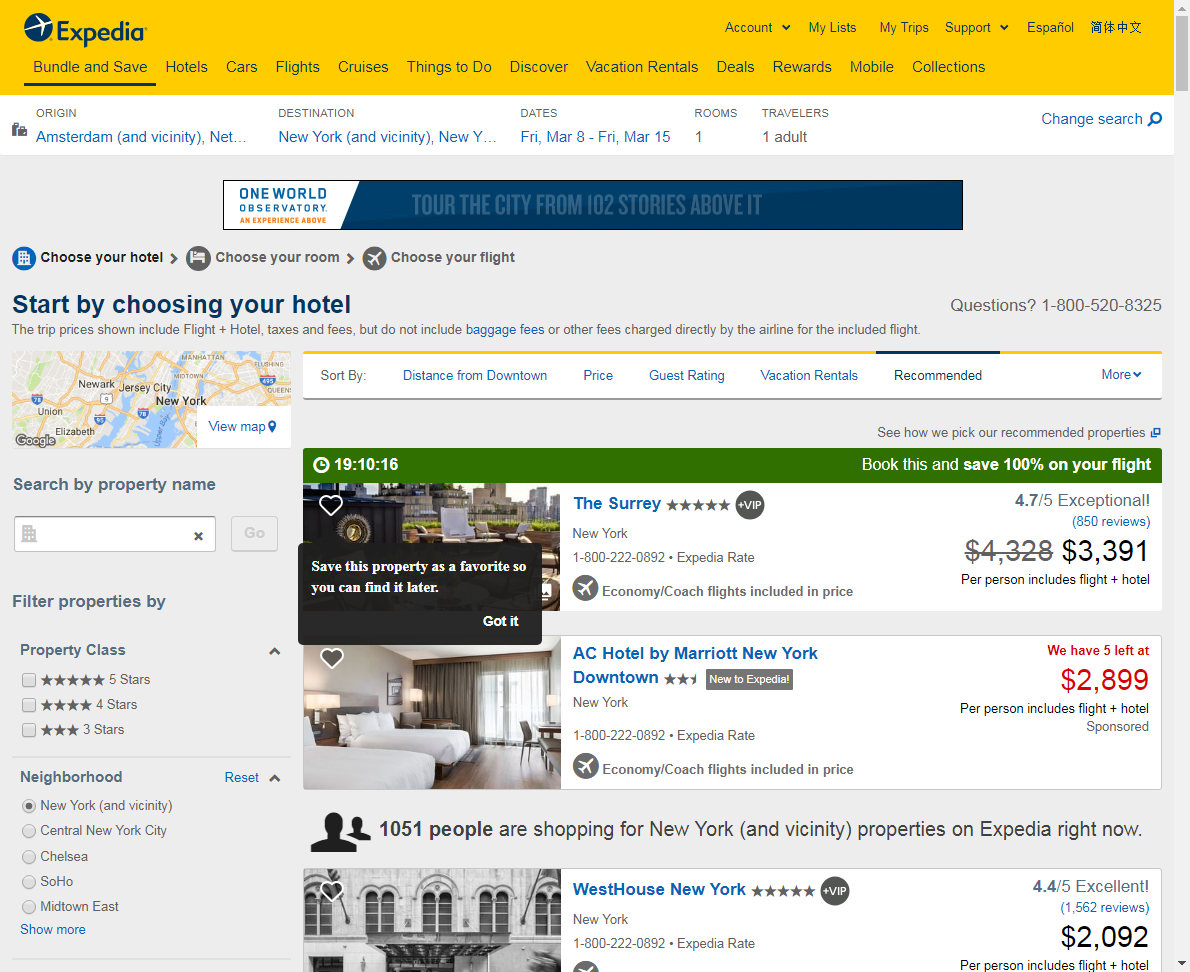 Expedia
Account
My Lists
My Trips
Support
Español
简体中文
Bundle and Save
Hotels
Cars
Flights
Cruises
Things to Do
Discover
Vacation Rentals
Deals
Rewards
Mobile
Collections
ORIGIN
Amsterdam (and vicinity), Net...
DESTINATION
New York (and vicinity), New Y...
DATES
Fri, Mar 8 - Fri, Mar 15
ROOMS
1
TRAVELERS
1 adult
Change search
ONE WORLD
OBSERVATORY.
AN EXPERIENCE ABOVE
TOUR THE CITY FROM 102 STORIES ABOVE IT
Choose your hotel
Choose your room
Choose your flight
Start by choosing your hotel
Questions? 1-800-520-8325
The trip prices shown include Flight + Hotel, taxes and fees, but do not include baggage fees or other fees charged directly by the airline for the included flight.
MANHATTAN
FLUSHING
MIDTOWN
Newark
Jersey City
495
QUEENS
78
9
New York
Union
78
95
Elizabeth
Upper Bay
Google
View map
Sort By:
Distance from Downtown
Price
Guest Rating
Vacation Rentals
Recommended
More
See how we pick our recommended properties
Search by property name
Go
Filter properties by
Property Class
5 Stars
4 Stars
3 Stars
Neighborhood
Reset
New York (and vicinity)
Central New York City
Chelsea
SoHo
Midtown East
Show more
19:10:16
Book this and save 100% on your flight
The Surrey
+VIP
New York
1-800-222-0892 • Expedia Rate
Economy/Coach flights included in price
4.7/5 Exceptional!
(850 reviews)
$4,328 $3,391
Per person includes flight + hotel
Save this property as a favorite so
you can find it later.
Got it
AC Hotel by Marriott New York
Downtown
New to Expedia!
New York
1-800-222-0892 • Expedia Rate
Economy/Coach flights included in price
We have 5 left at
$2,899
Per person includes flight + hotel
Sponsored
1051 people are shopping for New York (and vicinity) properties on Expedia right now.
WestHouse New York
+VIP
New York
1-800-222-0892 • Expedia Rate
4.4/5 Excellent!
(1,562 reviews)
$2,092
Per person includes flight + hotel